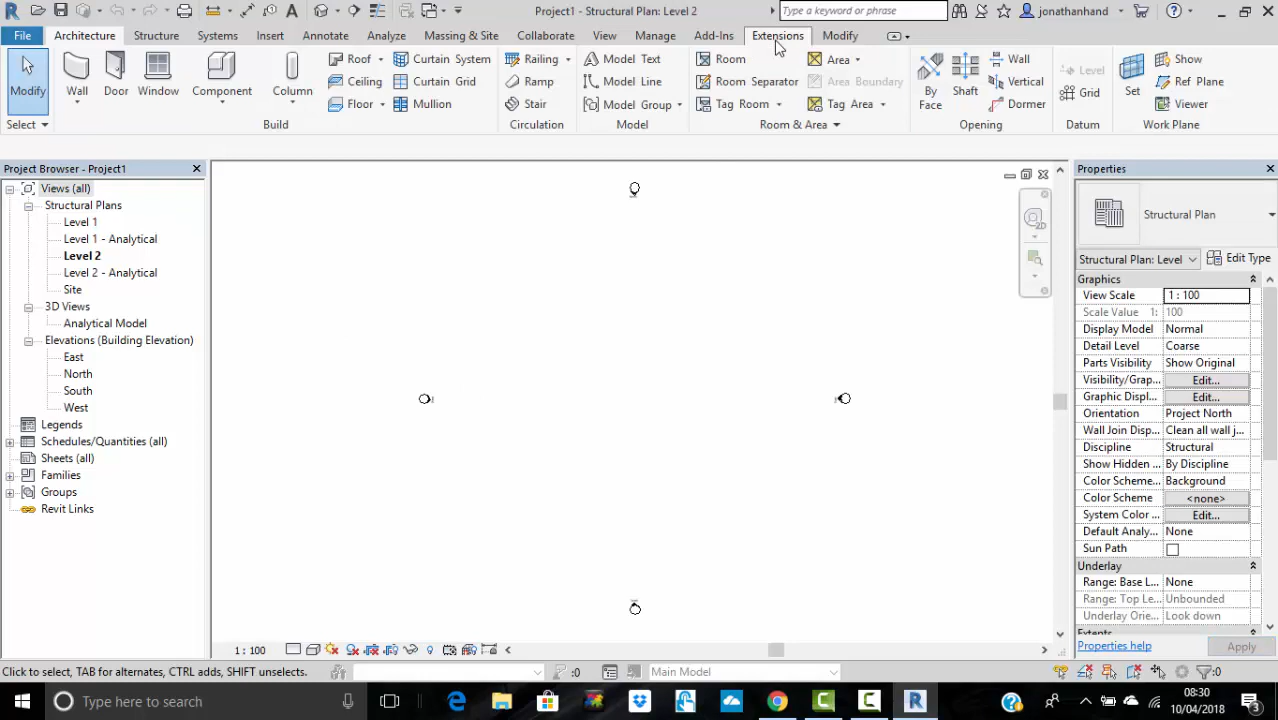 Project1 - Structural Plan: Level 2
Type a keyword or phrase
jonathanhand
File
Architecture
Structure
Systems
Insert
Annotate
Analyze
Massing & Site
Collaborate
View
Manage
Add-Ins
Extensions
Modify
Modify
Select
Wall
Door
Window
Component
Column
Roof
Ceiling
Floor
Curtain System
Curtain Grid
Mullion
Build
Railing
Ramp
Stair
Circulation
Model Text
Model Line
Model Group
Model
Room
Room Separator
Tag Room
Area
Area Boundary
Tag Area
Room & Area
By Face
Shaft
Wall
Vertical
Dormer
Opening
Level
Grid
Datum
Set
Show
Ref Plane
Viewer
Work Plane
Project Browser - Project1
Views (all)
Structural Plans
Level 1
Level 1 - Analytical
Level 2
Level 2 - Analytical
Site
3D Views
Analytical Model
Elevations (Building Elevation)
East
North
South
West
Legends
Schedules/Quantities (all)
Sheets (all)
Families
Groups
Revit Links
2D
Properties
Structural Plan
Structural Plan: Level
Edit Type
Graphics
View Scale 1 : 100
Scale Value 1: 100
Display Model Normal
Detail Level Coarse
Parts Visibility Show Original
Visibility/Grap... Edit...
Graphic Displ... Edit...
Orientation Project North
Wall Join Disp... Clean all wall j...
Discipline Structural
Show Hidden ... By Discipline
Color Scheme... Background
Color Scheme <none>
System Color ... Edit...
Default Analy... None
Sun Path
Underlay
Range: Base L... None
Range: Top Le... Unbounded
Underlay Orie... Look down
Extents
Properties help
Apply
1 : 100
Click to select, TAB for alternates, CTRL adds, SHIFT unselects.
:0
Main Model
:0
Type here to search
08:30
10/04/2018
3